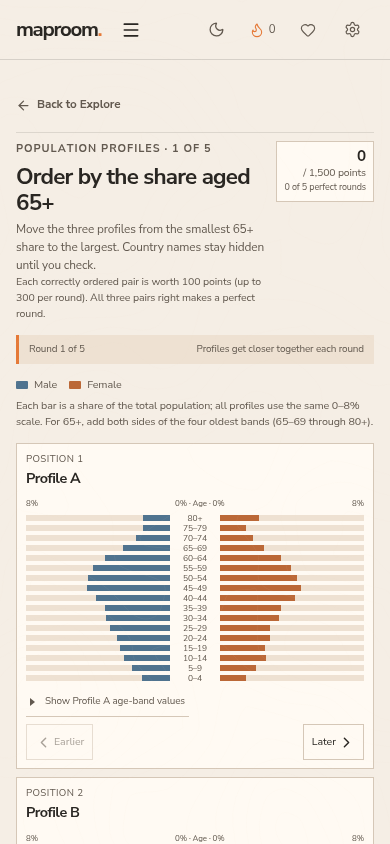 maproom.
0
Back to Explore
POPULATION PROFILES · 1 OF 5
Order by the share aged
65+
Move the three profiles from the smallest 65+
share to the largest. Country names stay hidden
until you check.
Each correctly ordered pair is worth 100 points (up to
300 per round). All three pairs right makes a perfect
round.
0
/ 1,500 points
0 of 5 perfect rounds
Round 1 of 5
Profiles get closer together each round
Male
Female
Each bar is a share of the total population; all profiles use the same 0–8%
scale. For 65+, add both sides of the four oldest bands (65–69 through 80+).
POSITION 1
Profile A
8%
0% · Age · 0%
8%
80+
75–79
70–74
65–69
60–64
55–59
50–54
45–49
40–44
35–39
30–34
25–29
20–24
15–19
10–14
5–9
0–4
Show Profile A age-band values
Earlier
Later
POSITION 2
Profile B
8%
0% · Age · 0%
8%